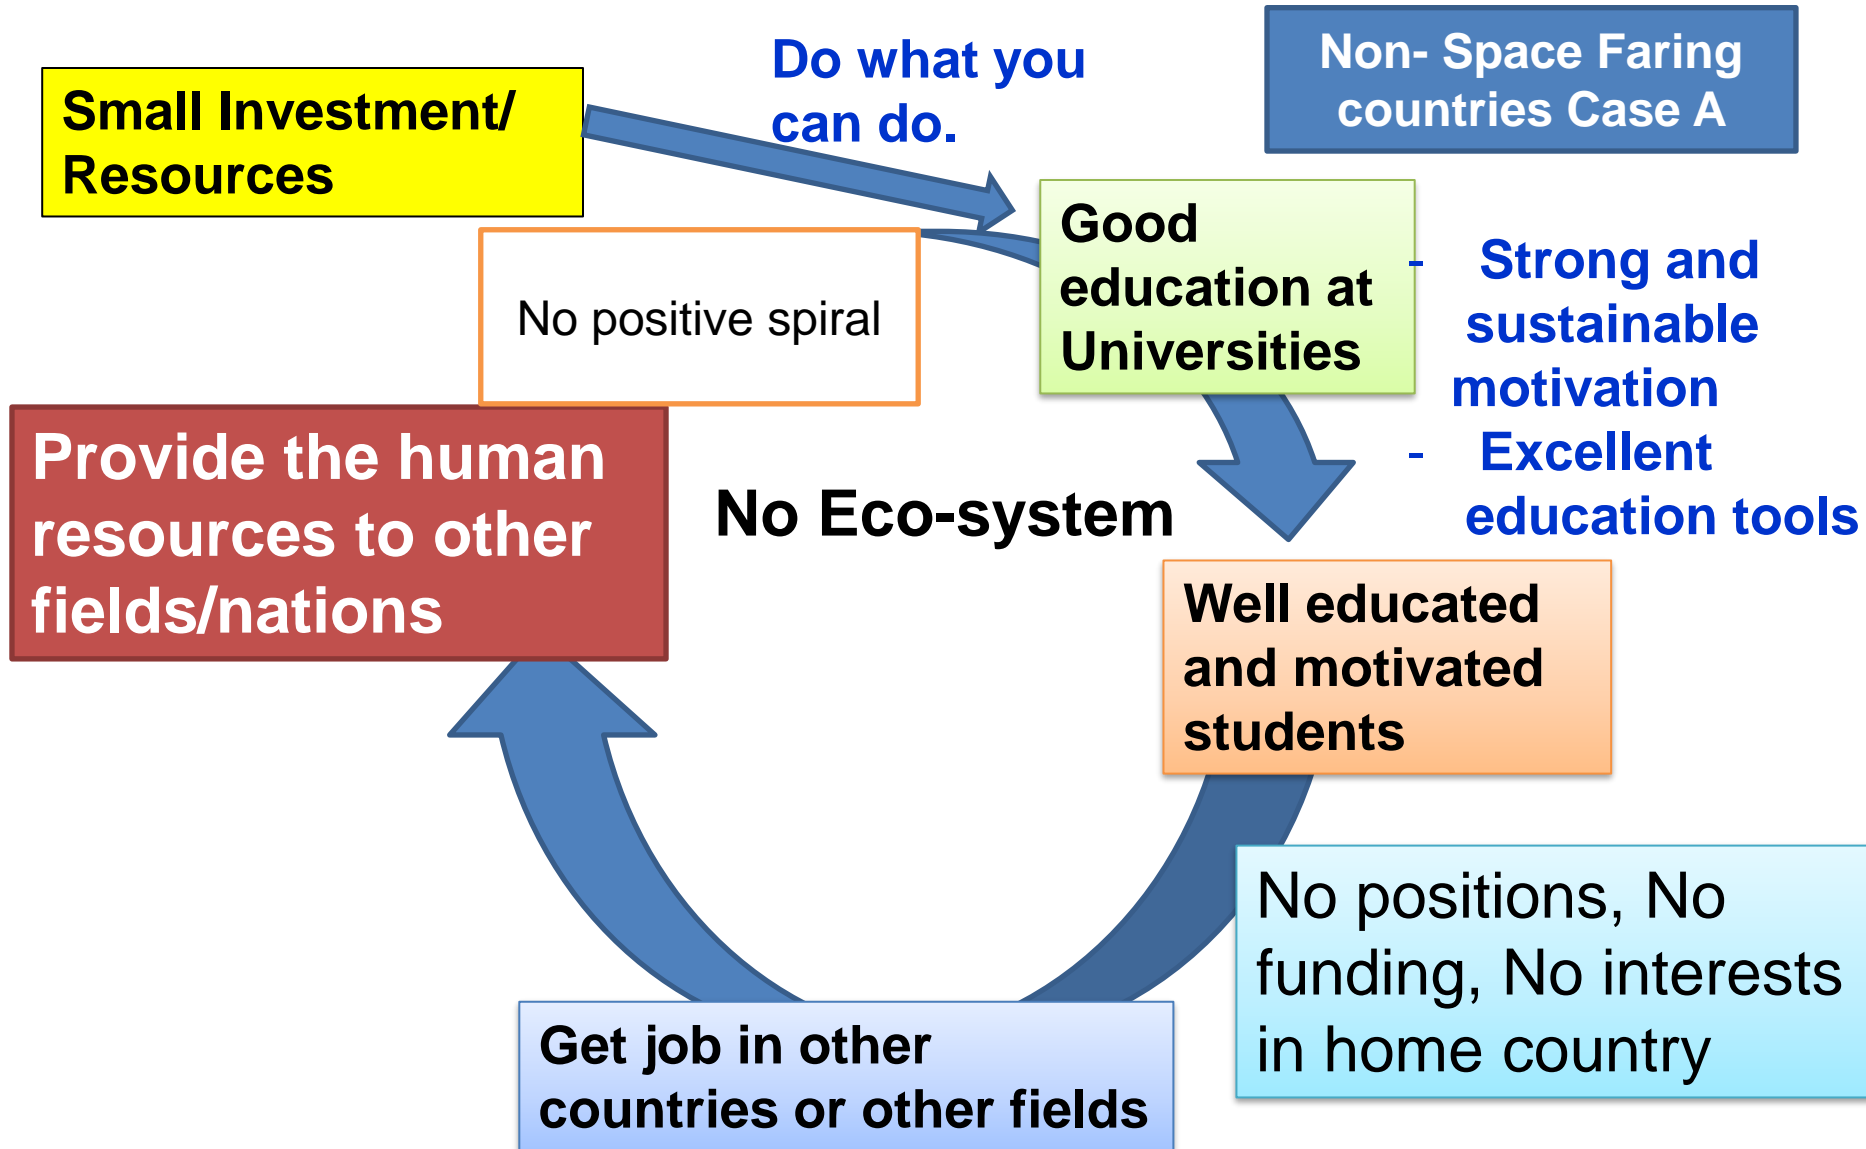 Non- Space Faring
countries Case A
Do what you
can do.
Small Investment/
Resources
Good
education at
Universities
- Strong and
sustainable
motivation
- Excellent
education tools
No positive spiral
Provide the human
resources to other
fields/nations
No Eco-system
Well educated
and motivated
students
No positions, No
funding, No interests
in home country
Get job in other
countries or other fields